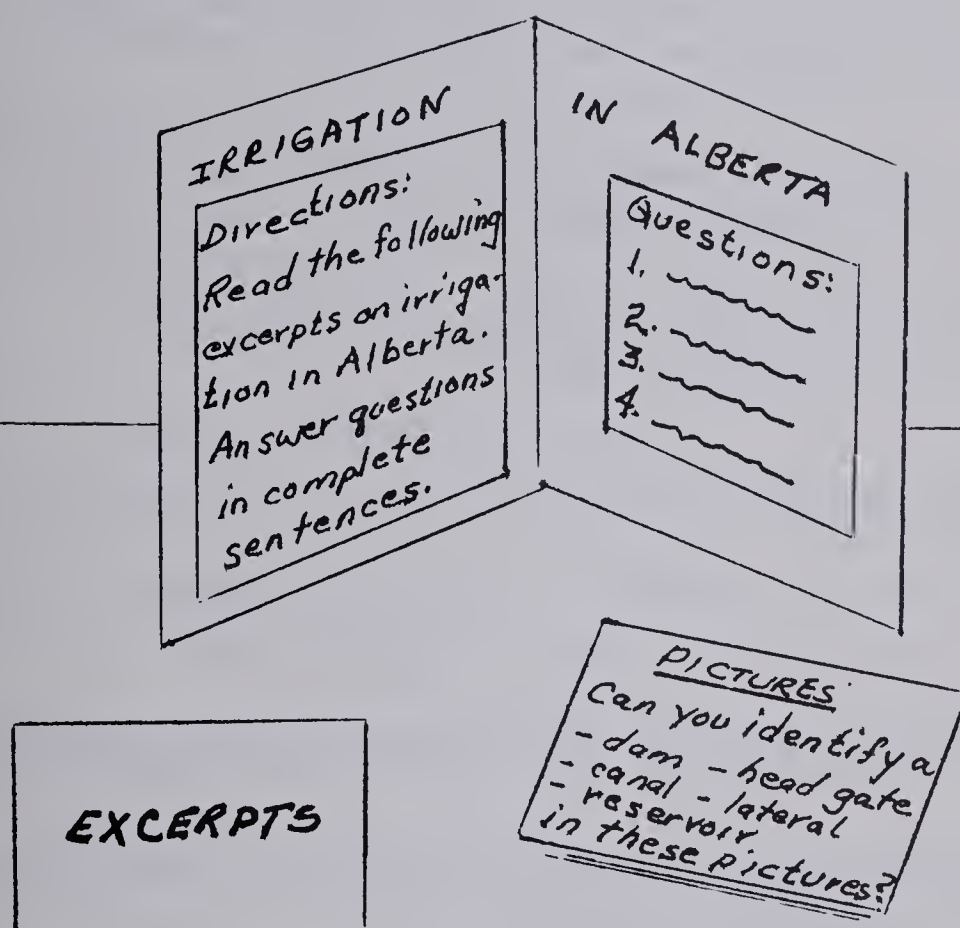 IRRIGATION
Directions:
Read the following
excerpts on irriga-
tion in Alberta.
Answer questions
in complete
sentences.
IN ALBERTA
Questions:
1.
2.
3.
4.
PICTURES
Can you identify a
- dam - head gate
- canal - lateral
- reservoir
in these pictures?
EXCERPTS